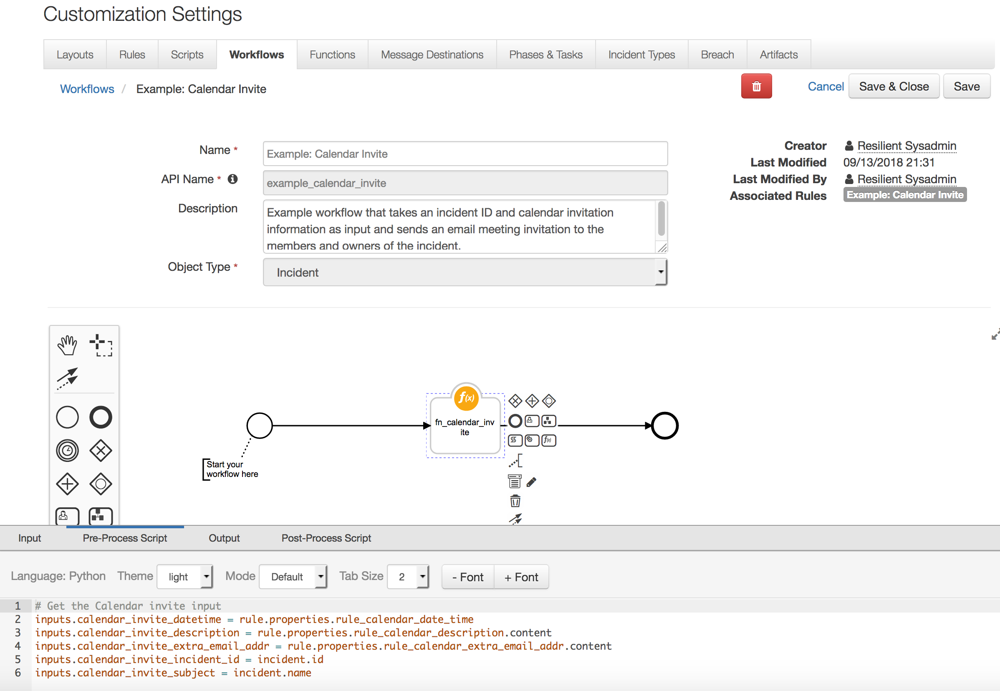 Customization Settings
Layouts Rules Scripts Workflows Functions Message Destinations Phases & Tasks Incident Types Breach Artifacts
Workflows / Example: Calendar Invite
Cancel Save & Close Save
Name * Example: Calendar Invite
API Name * example_calendar_invite
Description Example workflow that takes an incident ID and calendar invitation
information as input and sends an email meeting invitation to the
members and owners of the incident.
Object Type * Incident
Creator Resilient Sysadmin
Last Modified 09/13/2018 21:31
Last Modified By Resilient Sysadmin
Associated Rules Example: Calendar Invite
f(x)
fn_calendar_inv
ite
f(x)
Start your
workflow here
Input Pre-Process Script Output Post-Process Script
Language: Python Theme light Mode Default Tab Size 2 - Font + Font
1 # Get the Calendar invite input
2 inputs.calendar_invite_datetime = rule.properties.rule_calendar_date_time
3 inputs.calendar_invite_description = rule.properties.rule_calendar_description.content
4 inputs.calendar_invite_extra_email_addr = rule.properties.rule_calendar_extra_email_addr.content
5 inputs.calendar_invite_incident_id = incident.id
6 inputs.calendar_invite_subject = incident.name